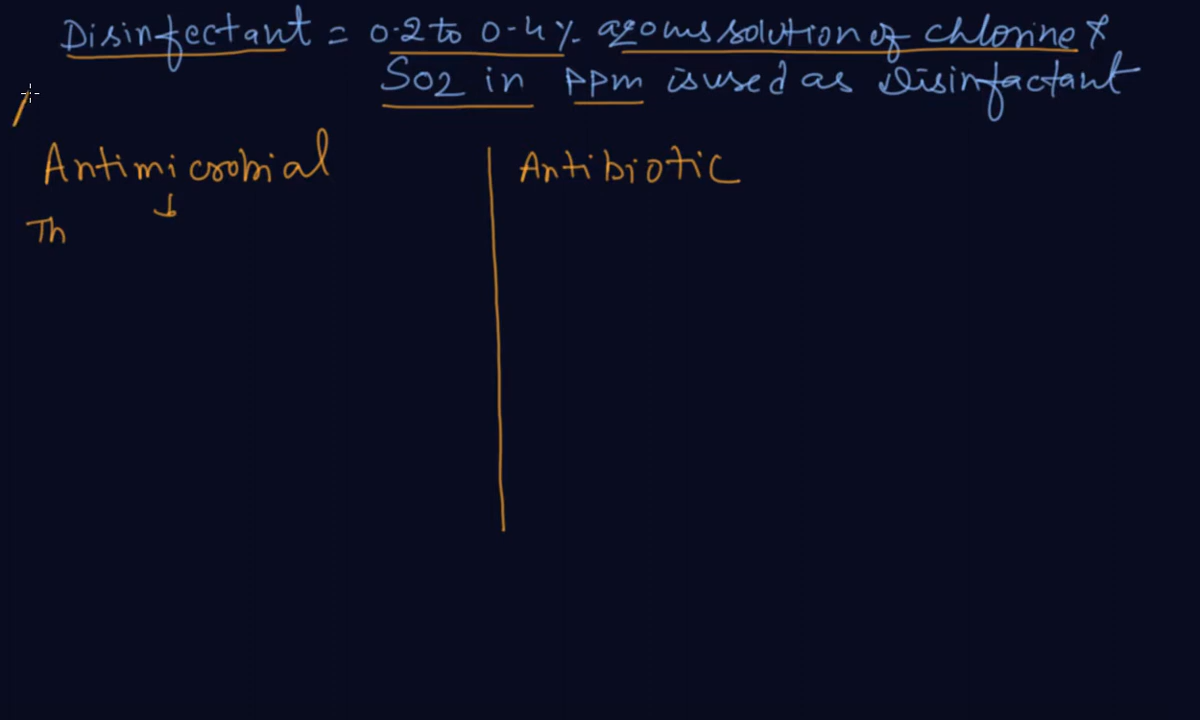 Disinfectant = 0.2 to 0.4 %. aqoms solution of chlorine &
SO2 in PPm is used as Disinfactant
Antimicrobial
Antibiotic
Th